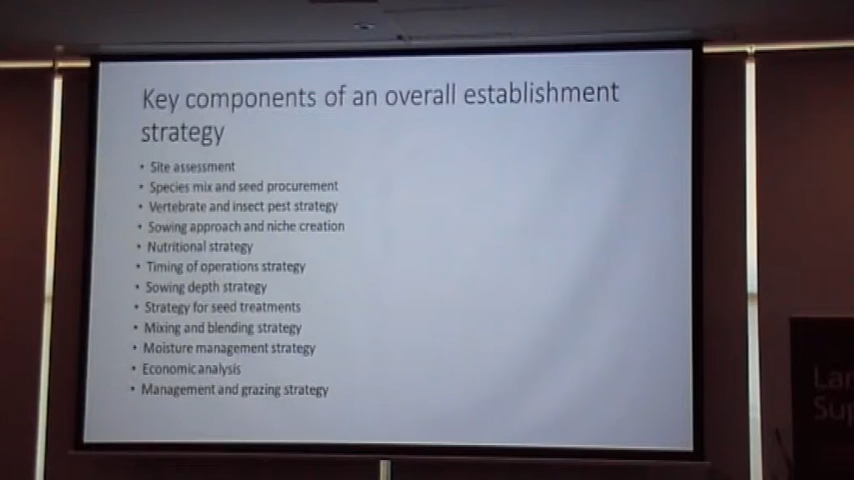 Key components of an overall establishment
strategy
• Site assessment
• Species mix and seed procurement
• Vertebrate and insect pest strategy
• Sowing approach and niche creation
• Nutritional strategy
• Timing of operations strategy
• Sowing depth strategy
• Strategy for seed treatments
• Mixing and blending strategy
• Moisture management strategy
• Economic analysis
• Management and grazing strategy